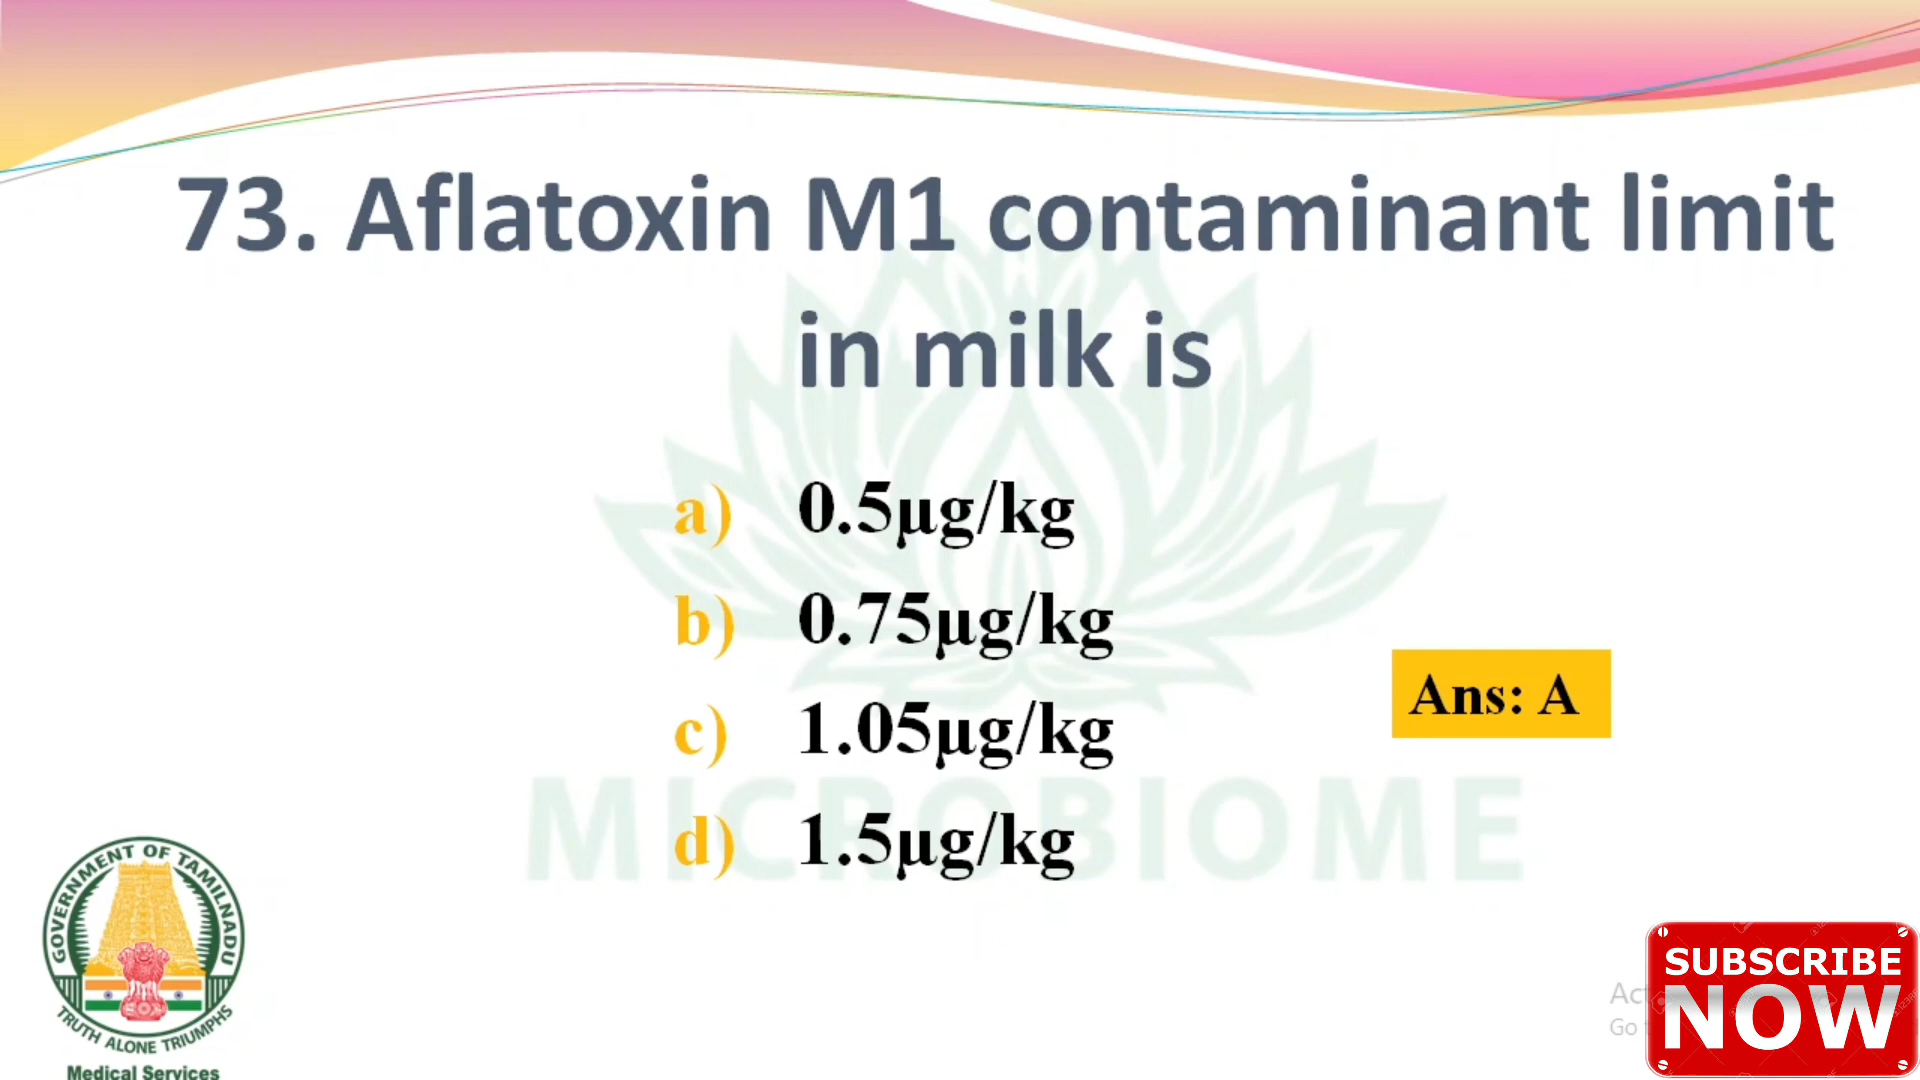 73. Aflatoxin M1 contaminant limit
in milk is
a) 0.5µg/kg
b) 0.75µg/kg
c) 1.05µg/kg
d) 1.5µg/kg
Ans: A
MICROBIOME
GOVERNMENT OF TAMILNADU
TRUTH ALONE TRIUMPHS
Medical Services
SUBSCRIBE
NOW